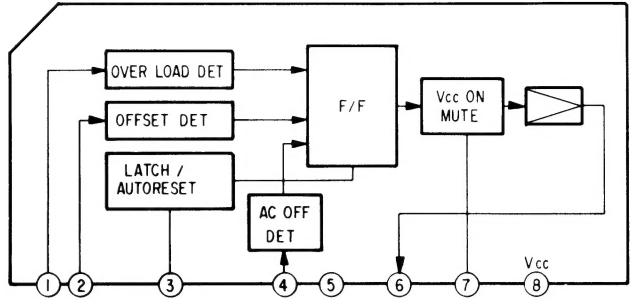 OVER LOAD DET
OFFSET DET
LATCH /
AUTORESET
F/F
AC OFF
DET
Vcc ON
MUTE
Vcc
1 2 3 4 5 6 7 8